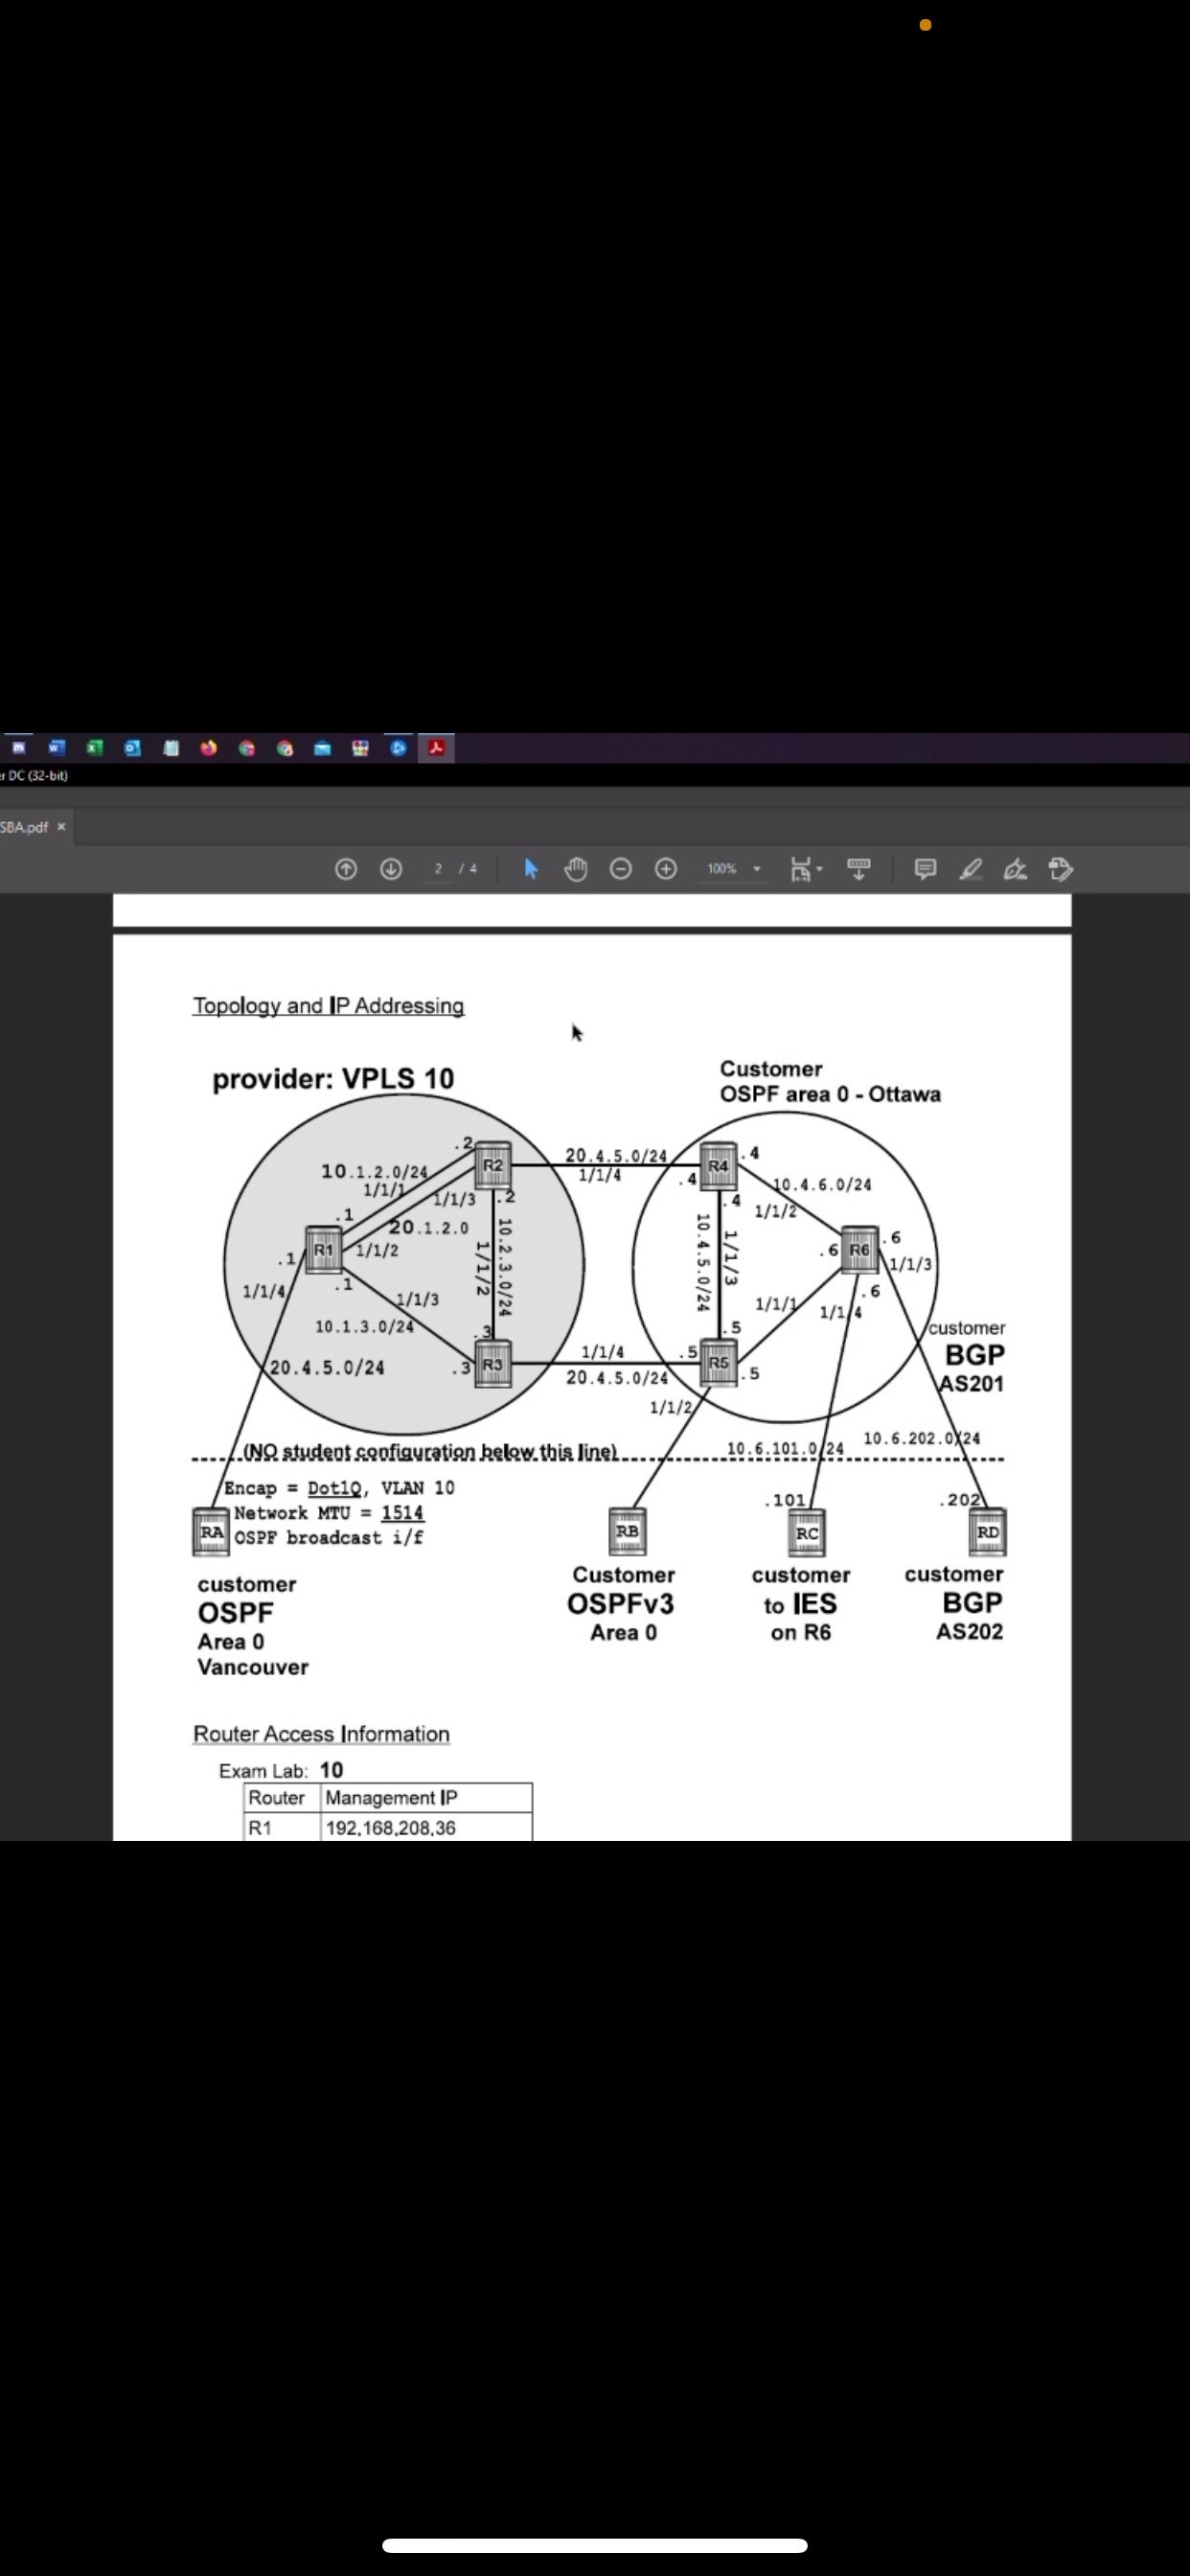 er DC (32-bit)
SBA.pdf ×
2 / 4
100%
Topology and IP Addressing
provider: VPLS 10
Customer
OSPF area 0 - Ottawa
.2
R2
20.4.5.0/24
1/1/4
R4
.4
.4
10.1.2.0/24
1/1/1
1/1/3
.2
.4
10.4.6.0/24
1/1/2
.1
20.1.2.0
10.2.3.0/24
1/1/2
10.4.5.0/24
1/1/3
R1
1/1/2
.1
.6
R6
.6
1/1/3
1/1/4
.1
1/1/3
1/1/1
1/1/4
.6
10.1.3.0/24
.3
.5
customer
BGP
AS201
20.4.5.0/24
.3
R3
1/1/4
20.4.5.0/24
.5
R5
.5
1/1/2
(NO student configuration below this line)
10.6.101.0/24
10.6.202.0/24
Encap = Dot1Q, VLAN 10
Network MTU = 1514
OSPF broadcast i/f
RA
RB
.101
RC
.202
RD
customer
OSPF
Area 0
Vancouver
Customer
OSPFv3
Area 0
customer
to IES
on R6
customer
BGP
AS202
Router Access Information
Exam Lab: 10
Router Management IP
R1 192.168.208.36